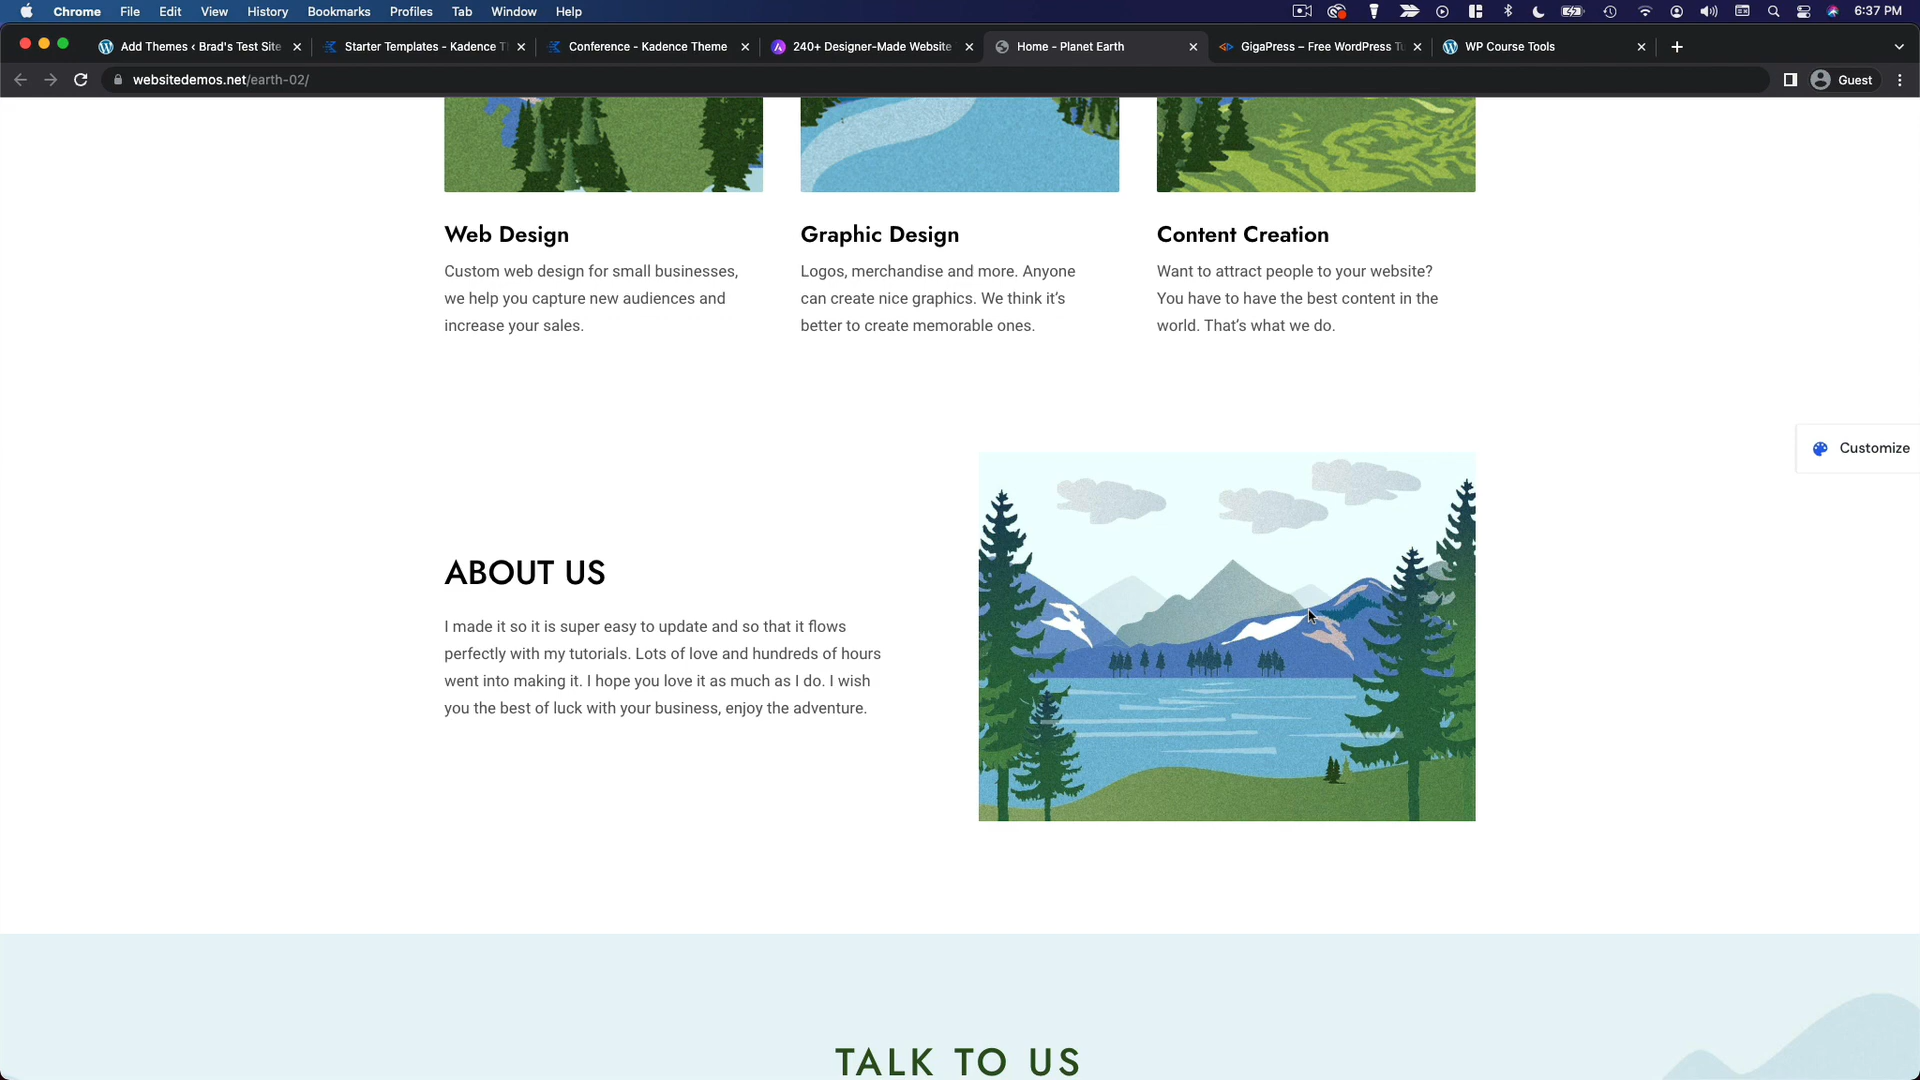 Chrome File Edit View History Bookmarks Profiles Tab Window Help 6:37 PM
Add Themes ‹ Brad's Test Site Starter Templates - Kadence T Conference - Kadence Theme 240+ Designer-Made Website Home - Planet Earth GigaPress – Free WordPress Tu WP Course Tools
websitedemos.net/earth-02/ Guest
Web Design
Custom web design for small businesses,
we help you capture new audiences and
increase your sales.
Graphic Design
Logos, merchandise and more. Anyone
can create nice graphics. We think it’s
better to create memorable ones.
Content Creation
Want to attract people to your website?
You have to have the best content in the
world. That’s what we do.
Customize
ABOUT US
I made it so it is super easy to update and so that it flows
perfectly with my tutorials. Lots of love and hundreds of hours
went into making it. I hope you love it as much as I do. I wish
you the best of luck with your business, enjoy the adventure.
TALK TO US